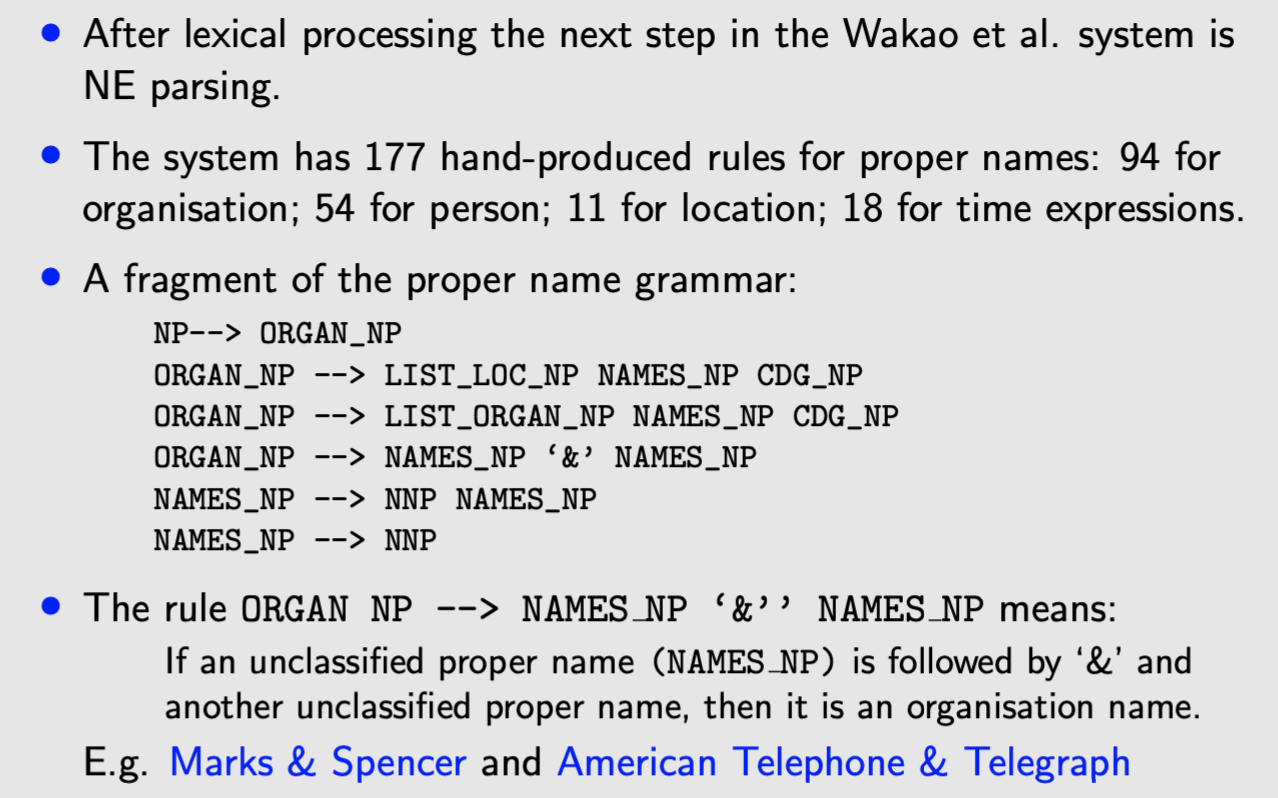 • After lexical processing the next step in the Wakao et al. system is
NE parsing.
• The system has 177 hand-produced rules for proper names: 94 for
organisation; 54 for person; 11 for location; 18 for time expressions.
• A fragment of the proper name grammar:
NP--> ORGAN_NP
ORGAN_NP --> LIST_LOC_NP NAMES_NP CDG_NP
ORGAN_NP --> LIST_ORGAN_NP NAMES_NP CDG_NP
ORGAN_NP --> NAMES_NP ‘&’ NAMES_NP
NAMES_NP --> NNP NAMES_NP
NAMES_NP --> NNP
• The rule ORGAN NP --> NAMES_NP ‘&’’ NAMES_NP means:
If an unclassified proper name (NAMES_NP) is followed by ‘&’ and
another unclassified proper name, then it is an organisation name.
E.g. Marks & Spencer and American Telephone & Telegraph